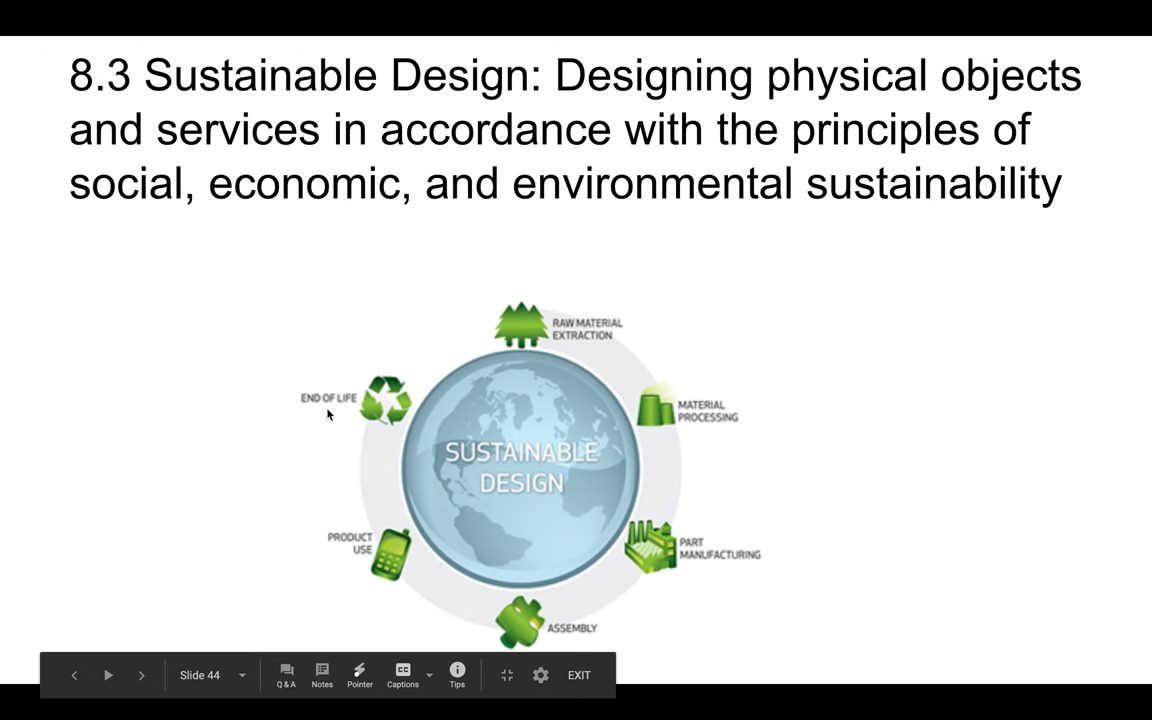 8.3 Sustainable Design: Designing physical objects
and services in accordance with the principles of
social, economic, and environmental sustainability
RAW MATERIAL
EXTRACTION
END OF LIFE
MATERIAL
PROCESSING
SUSTAINABLE
DESIGN
PRODUCT
USE
PART
MANUFACTURING
ASSEMBLY
Slide 44
Q & A
Notes
Pointer
CC
Captions
Tips
EXIT